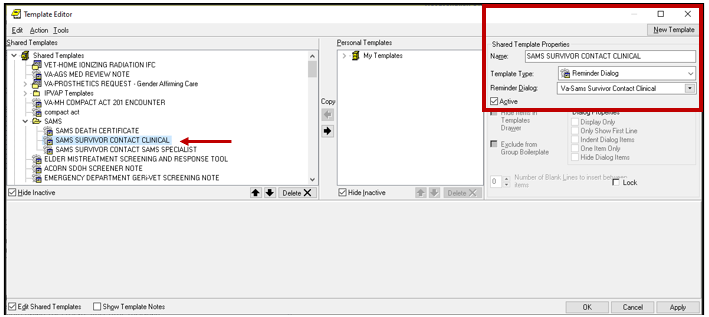 Template Editor
Edit Action Tools
New Template
Shared Templates
Shared Templates
VET-HOME IONIZING RADIATION IFC
VA-AGS MED REVIEW NOTE
VA-PROSTHETICS REQUEST - Gender Affirming Care
IPVAP Templates
VA-MH COMPACT ACT 201 ENCOUNTER
compact act
SAMS
SAMS DEATH CERTIFICATE
SAMS SURVIVOR CONTACT CLINICAL
SAMS SURVIVOR CONTACT SAMS SPECIALIST
ELDER MISTREATMENT SCREENING AND RESPONSE TOOL
ACORN SDOH SCREENER NOTE
EMERGENCY DEPARTMENT GERI-VET SCREENING NOTE
Hide Inactive
Delete
Copy
Personal Templates
My Templates
Hide Inactive
Delete
Shared Template Properties
Name: SAMS SURVIVOR CONTACT CLINICAL
Template Type: Reminder Dialog
Reminder Dialog: Va-Sams Survivor Contact Clinical
Active
Hide Items in Templates Drawer
Exclude from Group Boilerplate
Dialog Properties
Display Only
Only Show First Line
Indent Dialog Items
One Item Only
Hide Dialog Items
0 Number of Blank Lines to insert between items
Lock
Edit Shared Templates Show Template Notes
OK Cancel Apply